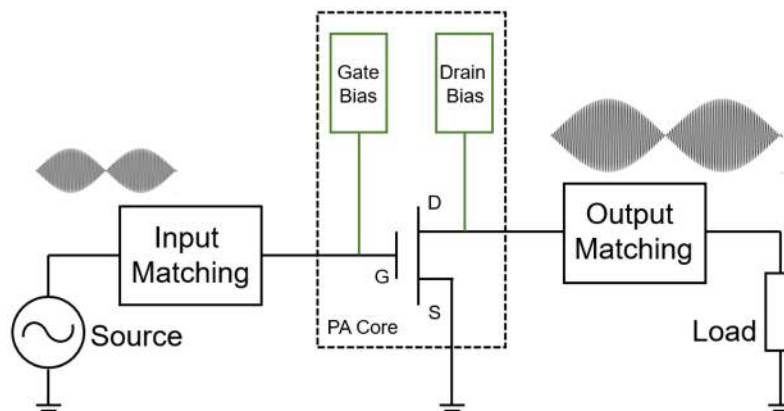 Gate
Bias
Drain
Bias
D
Input
Matching
G
S
PA Core
Output
Matching
Source
Load